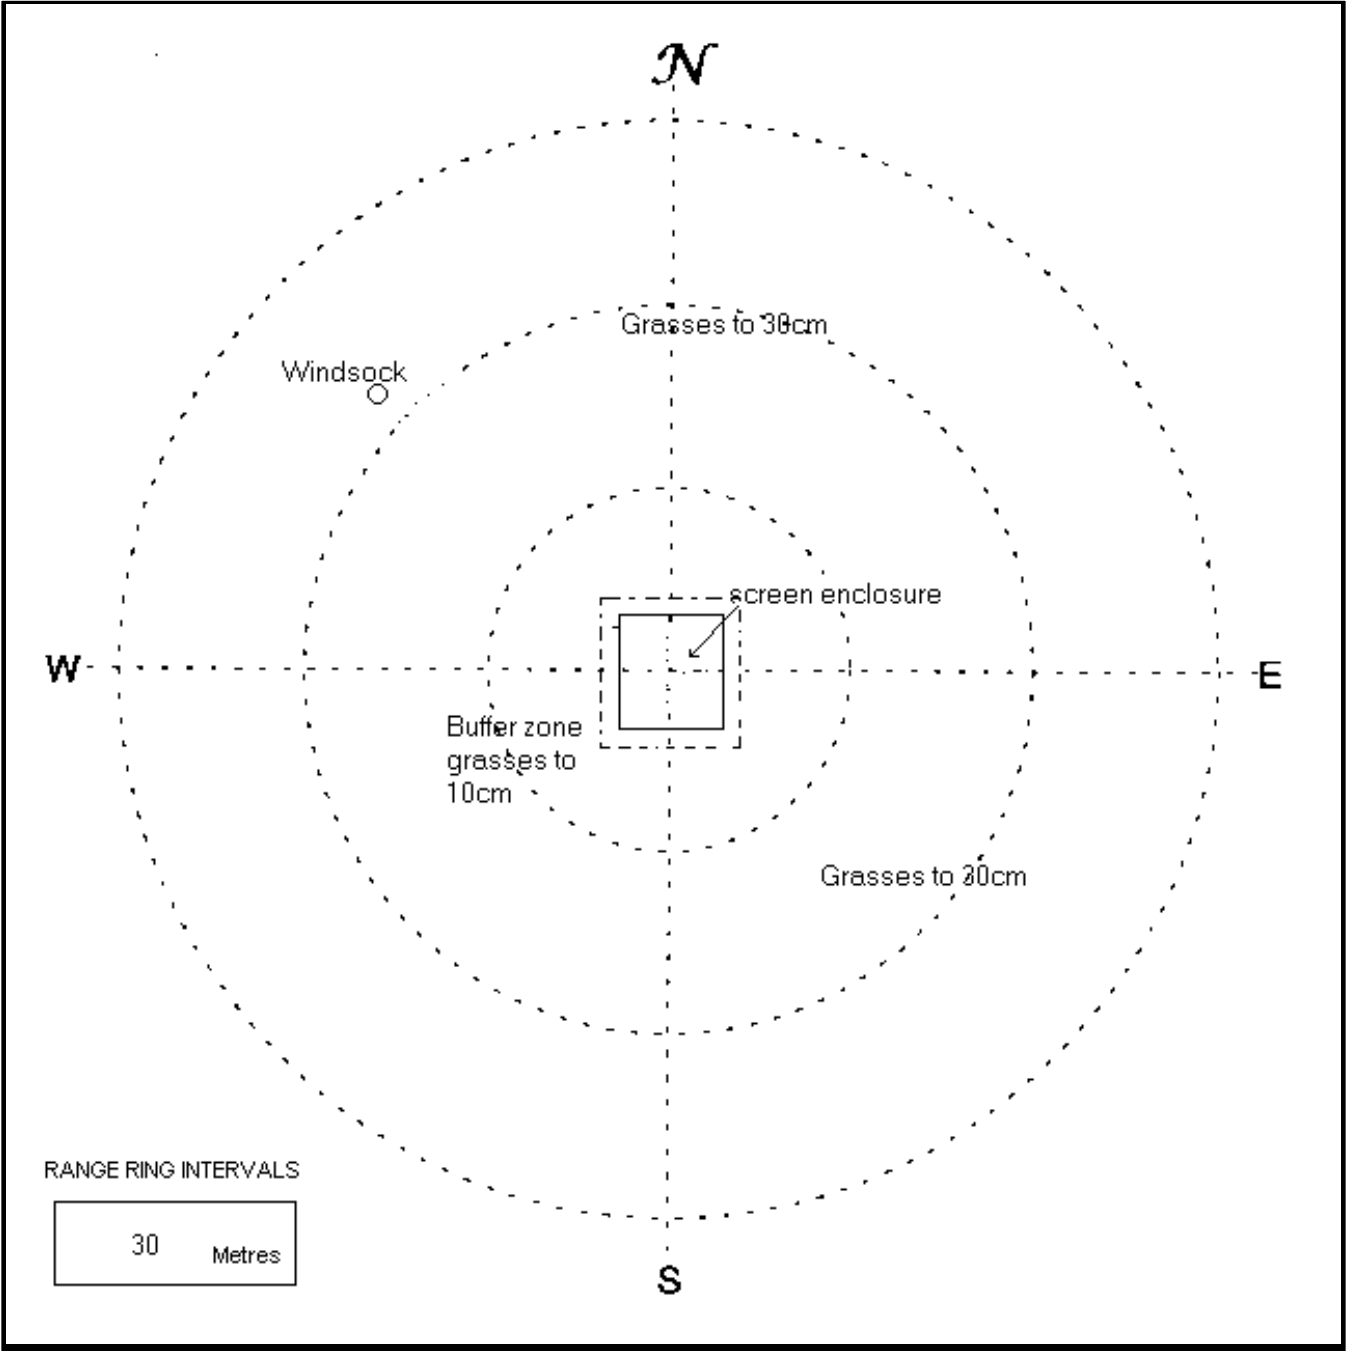 N
Grasses to 30cm
Windsock
screen enclosure
W
E
Buffer zone
grasses to
10cm
Grasses to 30cm
RANGE RING INTERVALS
30 Metres
S